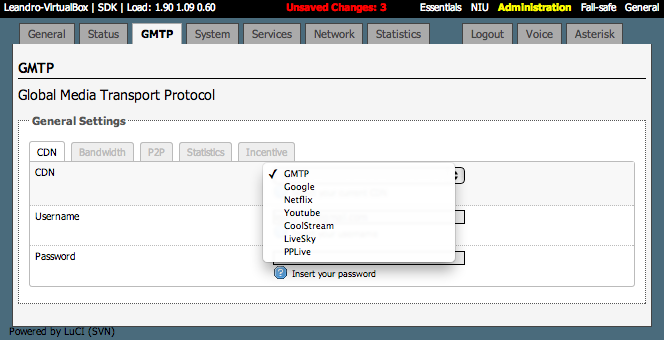 Leandro-VirtualBox | SDK | Load: 1.90 1.09 0.60 Unsaved Changes: 3 Essentials NIU Administration Fail-safe General
General Status GMTP System Services Network Statistics Logout Voice Asterisk
GMTP
Global Media Transport Protocol
General Settings
CDN Bandwidth P2P Statistics Incentive
CDN
GMTP
Google
Netflix
Youtube
CoolStream
LiveSky
PPLive
Username
Password
Insert your password
Powered by LuCI (SVN)